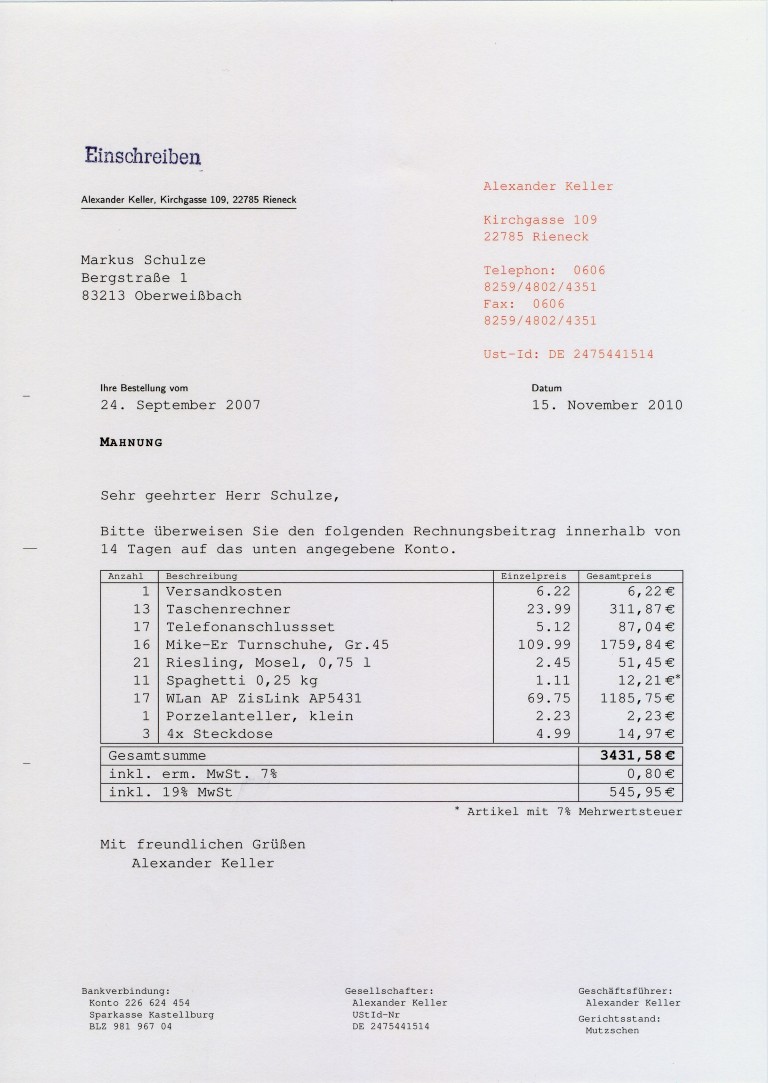 Einschreiben
Alexander Keller, Kirchgasse 109, 22785 Rieneck
Alexander Keller
Kirchgasse 109
22785 Rieneck
Telephon: 0606
8259/4802/4351
Fax: 0606
8259/4802/4351
Ust-Id: DE 2475441514
Markus Schulze
Bergstraße 1
83213 Oberweißbach
Ihre Bestellung vom Datum
24. September 2007 15. November 2010
MAHNUNG
Sehr geehrter Herr Schulze,
Bitte überweisen Sie den folgenden Rechnungsbeitrag innerhalb von
14 Tagen auf das unten angegebene Konto.
Anzahl Beschreibung Einzelpreis Gesamtpreis
1 Versandkosten 6.22 6,22€
13 Taschenrechner 23.99 311,87€
17 Telefonanschlussset 5.12 87,04€
16 Mike-Er Turnschuhe, Gr.45 109.99 1759,84€
21 Riesling, Mosel, 0,75 l 2.45 51,45€
11 Spaghetti 0,25 kg 1.11 12,21€*
17 WLan AP ZisLink AP5431 69.75 1185,75€
1 Porzelanteller, klein 2.23 2,23€
3 4x Steckdose 4.99 14,97€
Gesamtsumme 3431,58€
inkl. erm. MwSt. 7% 0,80€
inkl. 19% MwSt 545,95€
* Artikel mit 7% Mehrwertsteuer
Mit freundlichen Grüßen
Alexander Keller
Bankverbindung:
Konto 226 624 454
Sparkasse Kastellburg
BLZ 981 967 04
Gesellschafter:
Alexander Keller
UStId-Nr
DE 2475441514
Geschäftsführer:
Alexander Keller
Gerichtsstand:
Mutzschen